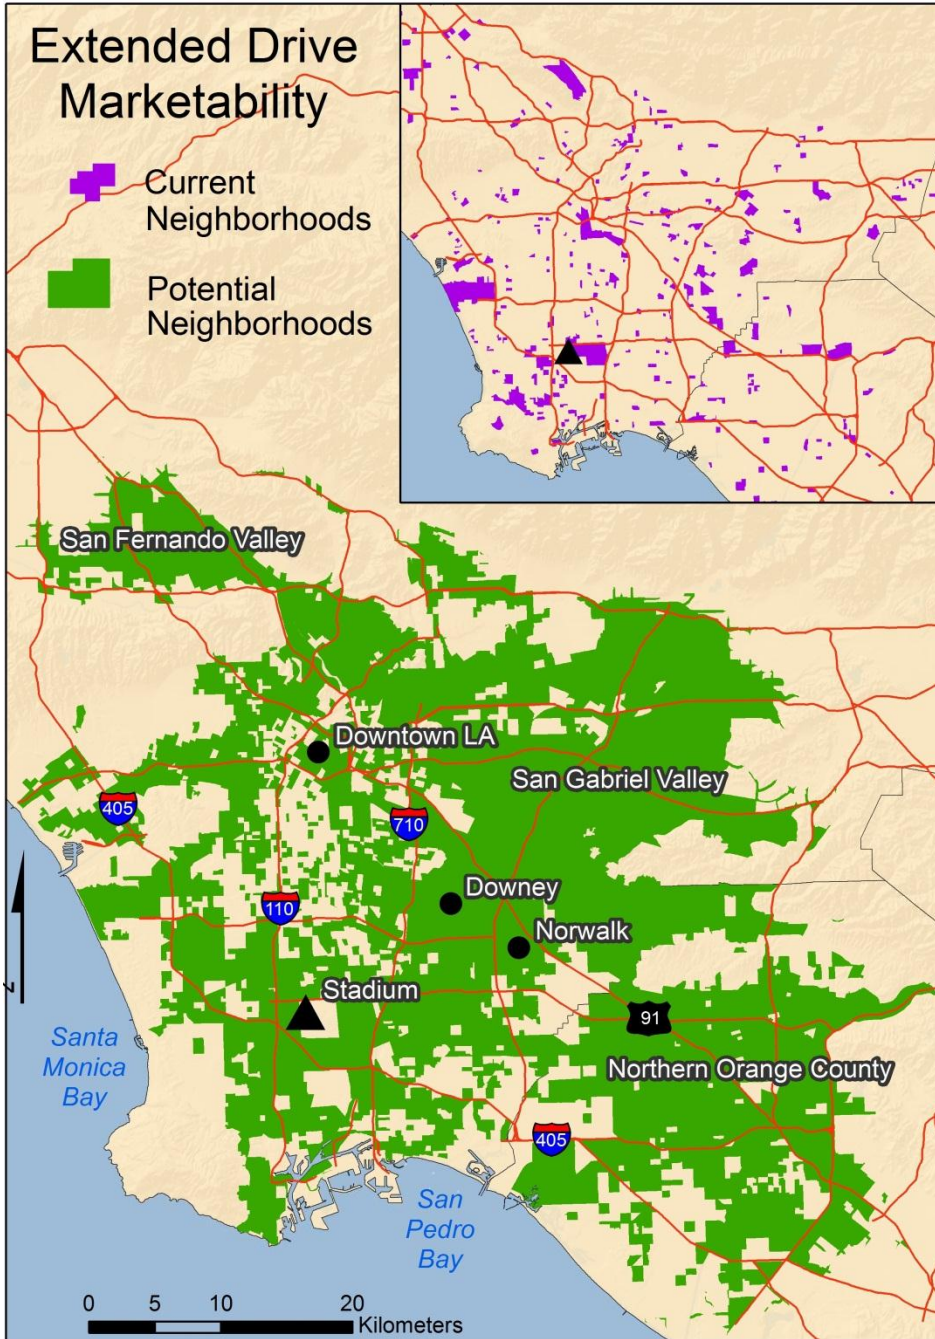 Extended Drive
Marketability
Current
Neighborhoods
Potential
Neighborhoods
San Fernando Valley
Downtown LA
San Gabriel Valley
405
710
Downey
110
Norwalk
Stadium
91
Santa
Monica
Bay
Northern Orange County
405
San
Pedro
Bay
0 5 10 20
Kilometers